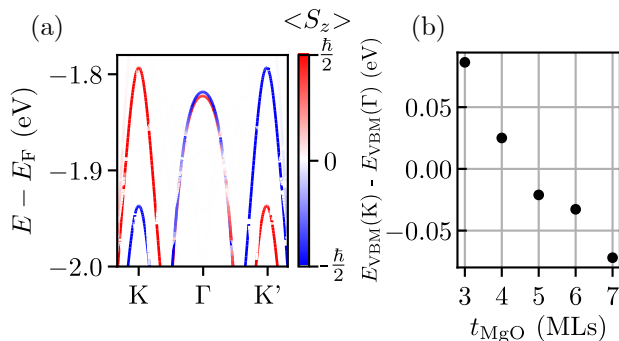 (a)
<S_z>
(b)
E − E_F (eV)
−1.8
−1.9
−2.0
K
Γ
K’
ħ/2
0
−ħ/2
E_VBM(K) - E_VBM(Γ) (eV)
0.05
0.00
−0.05
3
4
5
6
7
t_MgO (MLs)